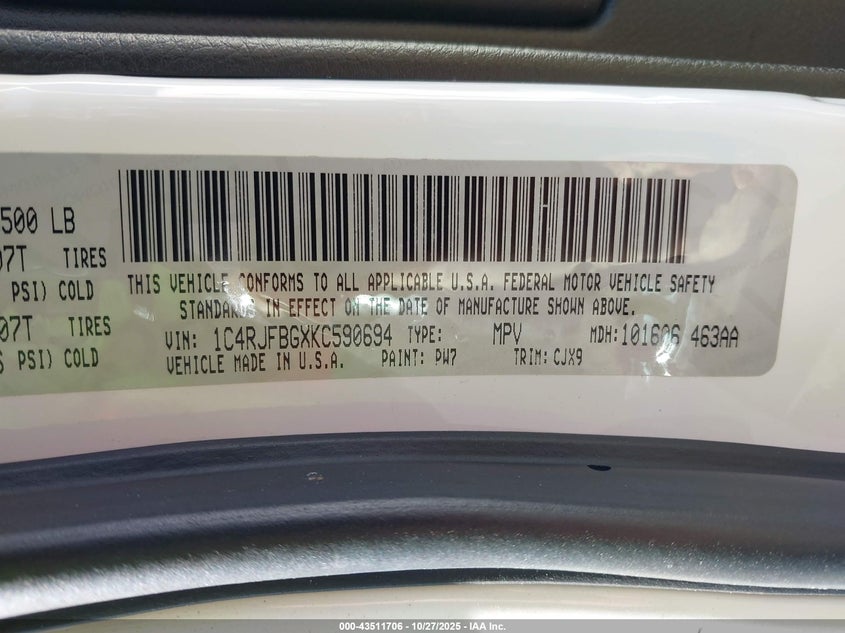 500 LB
07T TIRES
PSI) COLD
07T TIRES
PSI) COLD
THIS VEHICLE CONFORMS TO ALL APPLICABLE U.S.A. FEDERAL MOTOR VEHICLE SAFETY
STANDARDS IN EFFECT ON THE DATE OF MANUFACTURE SHOWN ABOVE.
VIN: 1C4RJFBGXKC590694 TYPE: MPV MDH: 101606 463AA
VEHICLE MADE IN U.S.A. PAINT: PW7 TRIM: CJX9
000-43511706 - 10/27/2025 - IAA Inc.